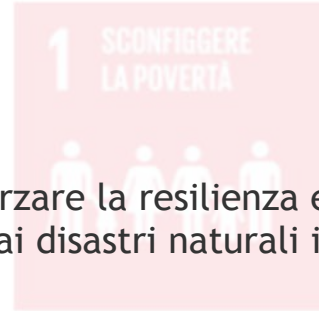 1 SCONFIGGERE
LA POVERTÀ
rzare la resilienza e
ai disastri naturali i